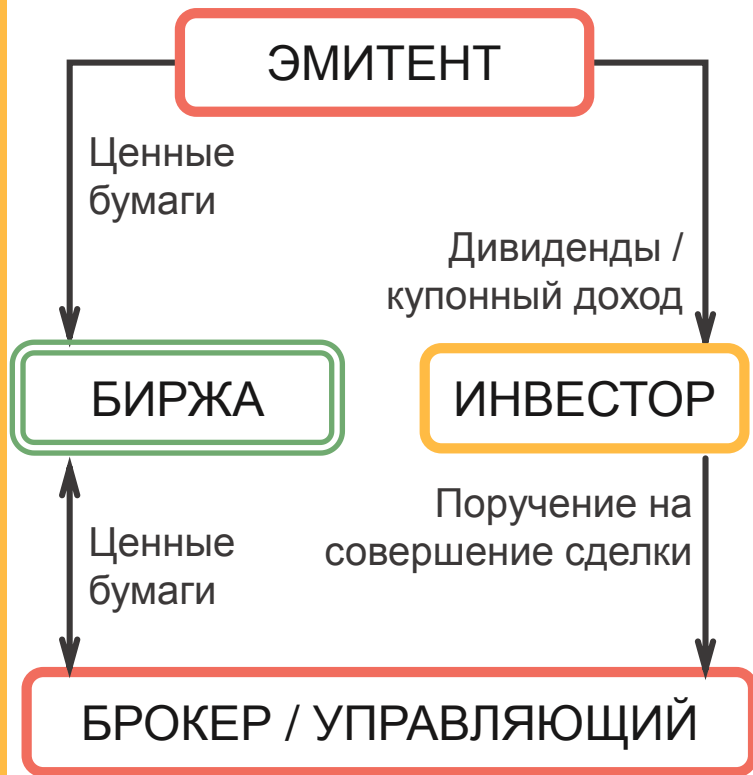 ЭМИТЕНТ
Ценные
бумаги
Дивиденды /
купонный доход
БИРЖА
ИНВЕСТОР
Ценные
бумаги
Поручение на
совершение сделки
БРОКЕР / УПРАВЛЯЮЩИЙ